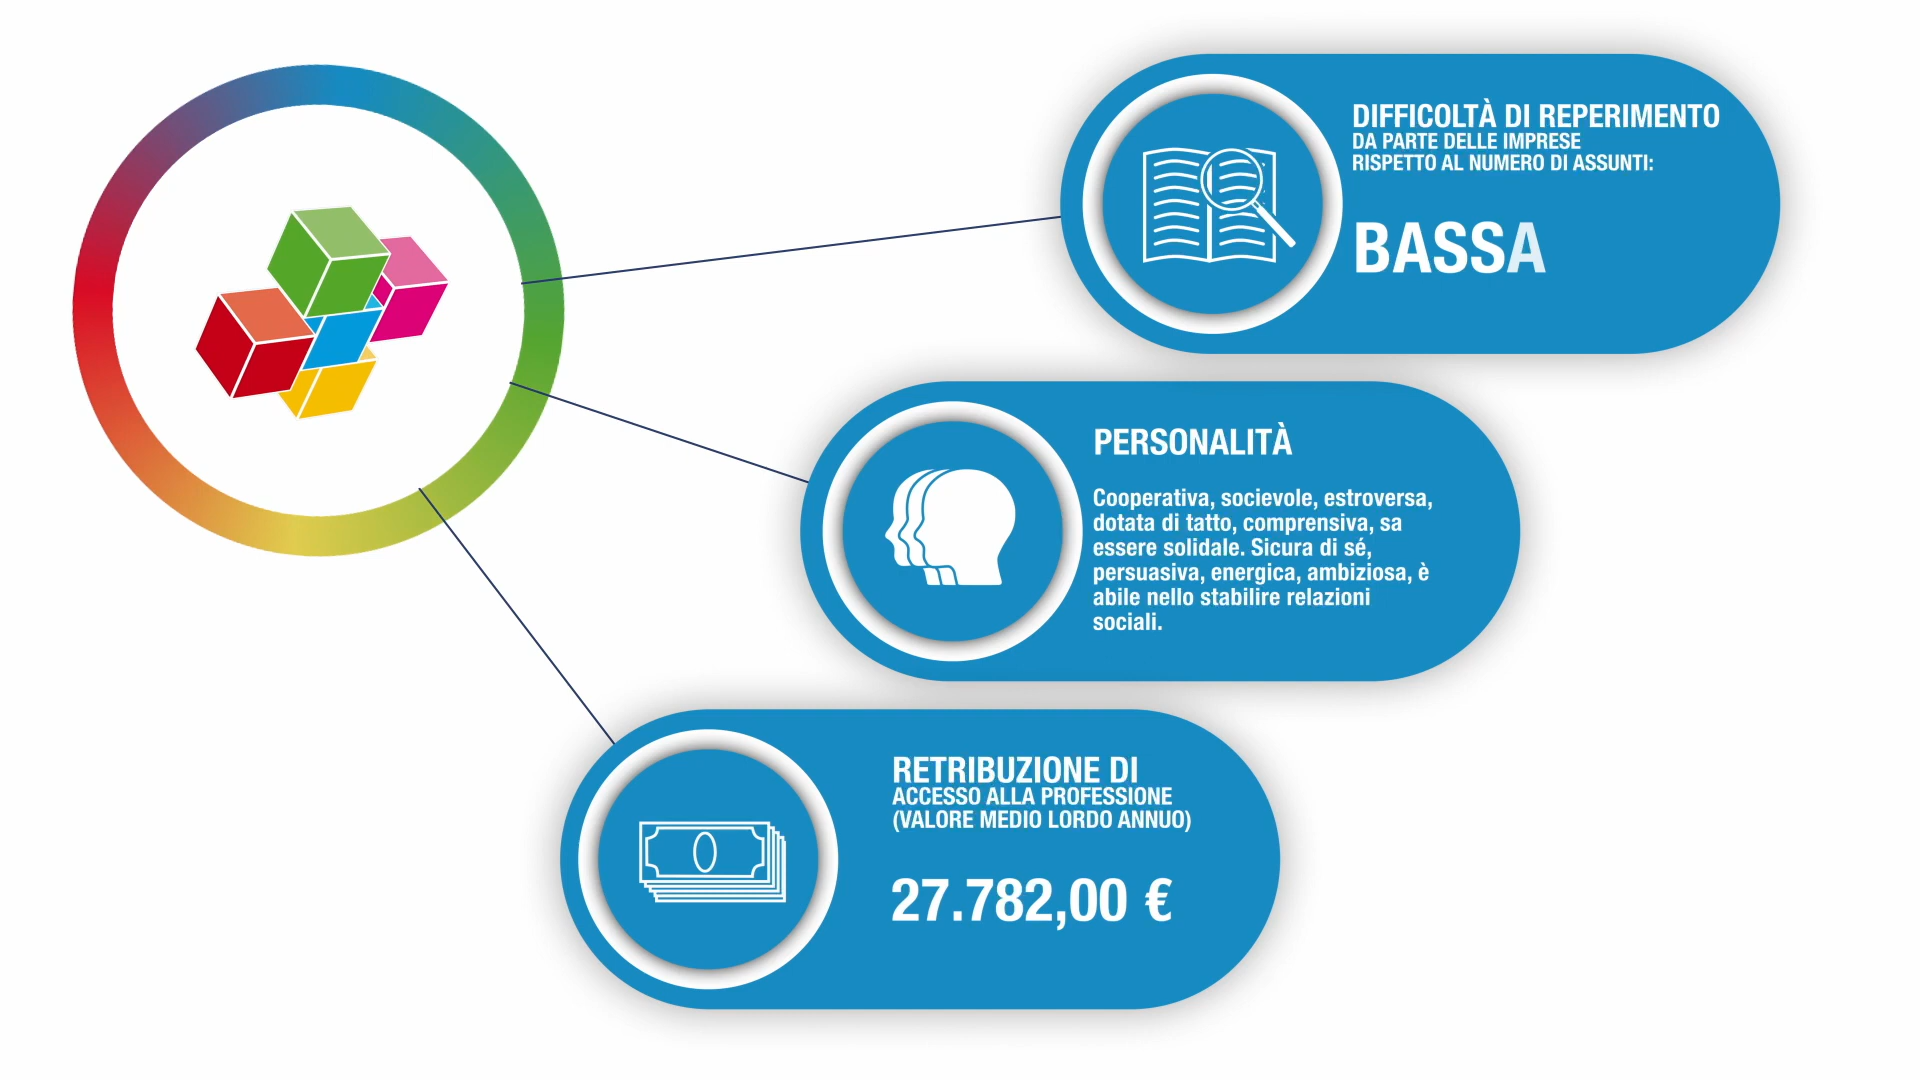 DIFFICOLTÀ DI REPERIMENTO
DA PARTE DELLE IMPRESE
RISPETTO AL NUMERO DI ASSUNTI:
BASSA
PERSONALITÀ
Cooperativa, socievole, estroversa,
dotata di tatto, comprensiva, sa
essere solidale. Sicura di sé,
persuasiva, energica, ambiziosa, è
abile nello stabilire relazioni
sociali.
RETRIBUZIONE DI
ACCESSO ALLA PROFESSIONE
(VALORE MEDIO LORDO ANNUO)
27.782,00 €